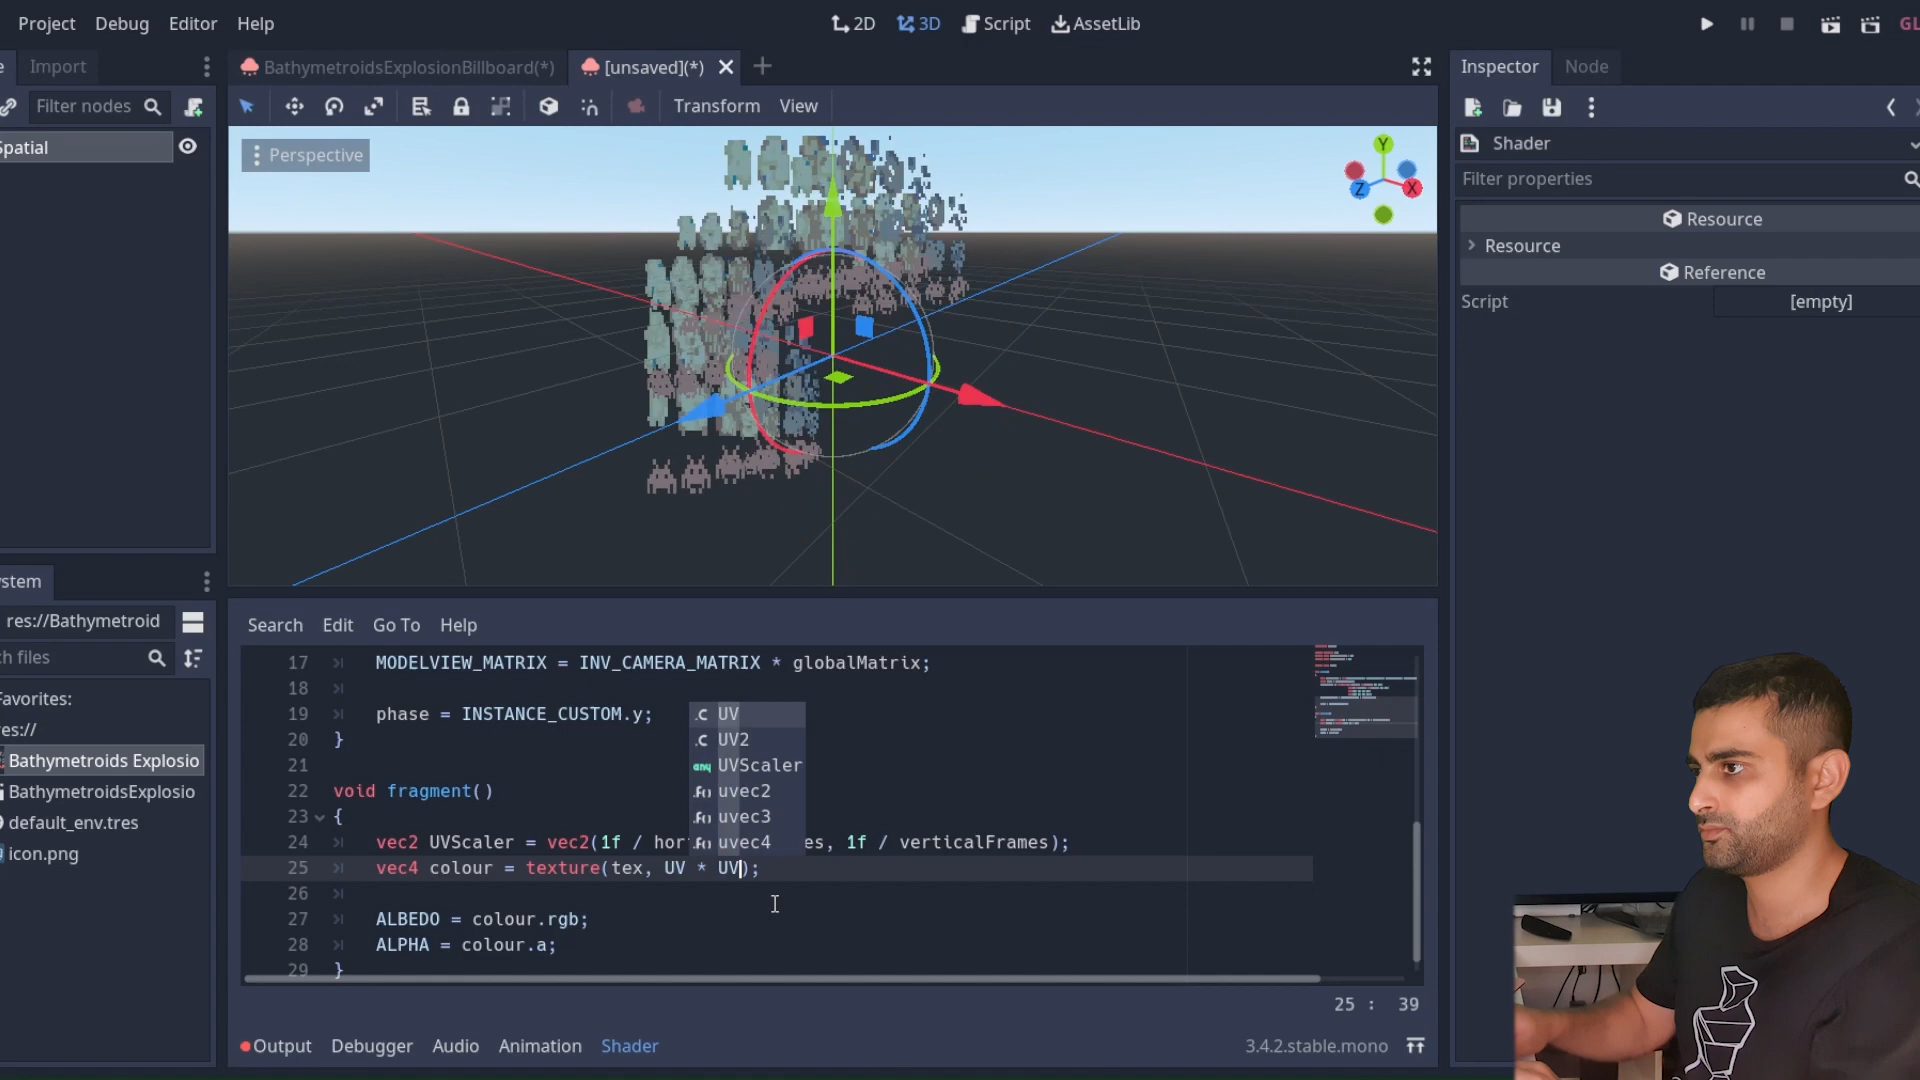 Project Debug Editor Help
2D 3D Script AssetLib
GL
Import
BathymetroidsExplosionBillboard(*)
[unsaved](*)
Inspector Node
Filter nodes
Transform View
Spatial
Perspective
Y
Z X
Shader
Filter properties
Resource
Resource
Reference
Script [empty]
res://Bathymetroid
Favorites:
Bathymetroids Explosio
BathymetroidsExplosio
default_env.tres
icon.png
Search Edit Go To Help
17 MODELVIEW_MATRIX = INV_CAMERA_MATRIX * globalMatrix;
18
19 phase = INSTANCE_CUSTOM.y;
20 }
21
22 void fragment()
23 {
24 vec2 UVScaler = vec2(1f / hor es, 1f / verticalFrames);
25 vec4 colour = texture(tex, UV * UV);
26
27 ALBEDO = colour.rgb;
28 ALPHA = colour.a;
29 }
UV
UV2
UVScaler
uvec2
uvec3
uvec4
25 : 39
Output Debugger Audio Animation Shader
3.4.2.stable.mono